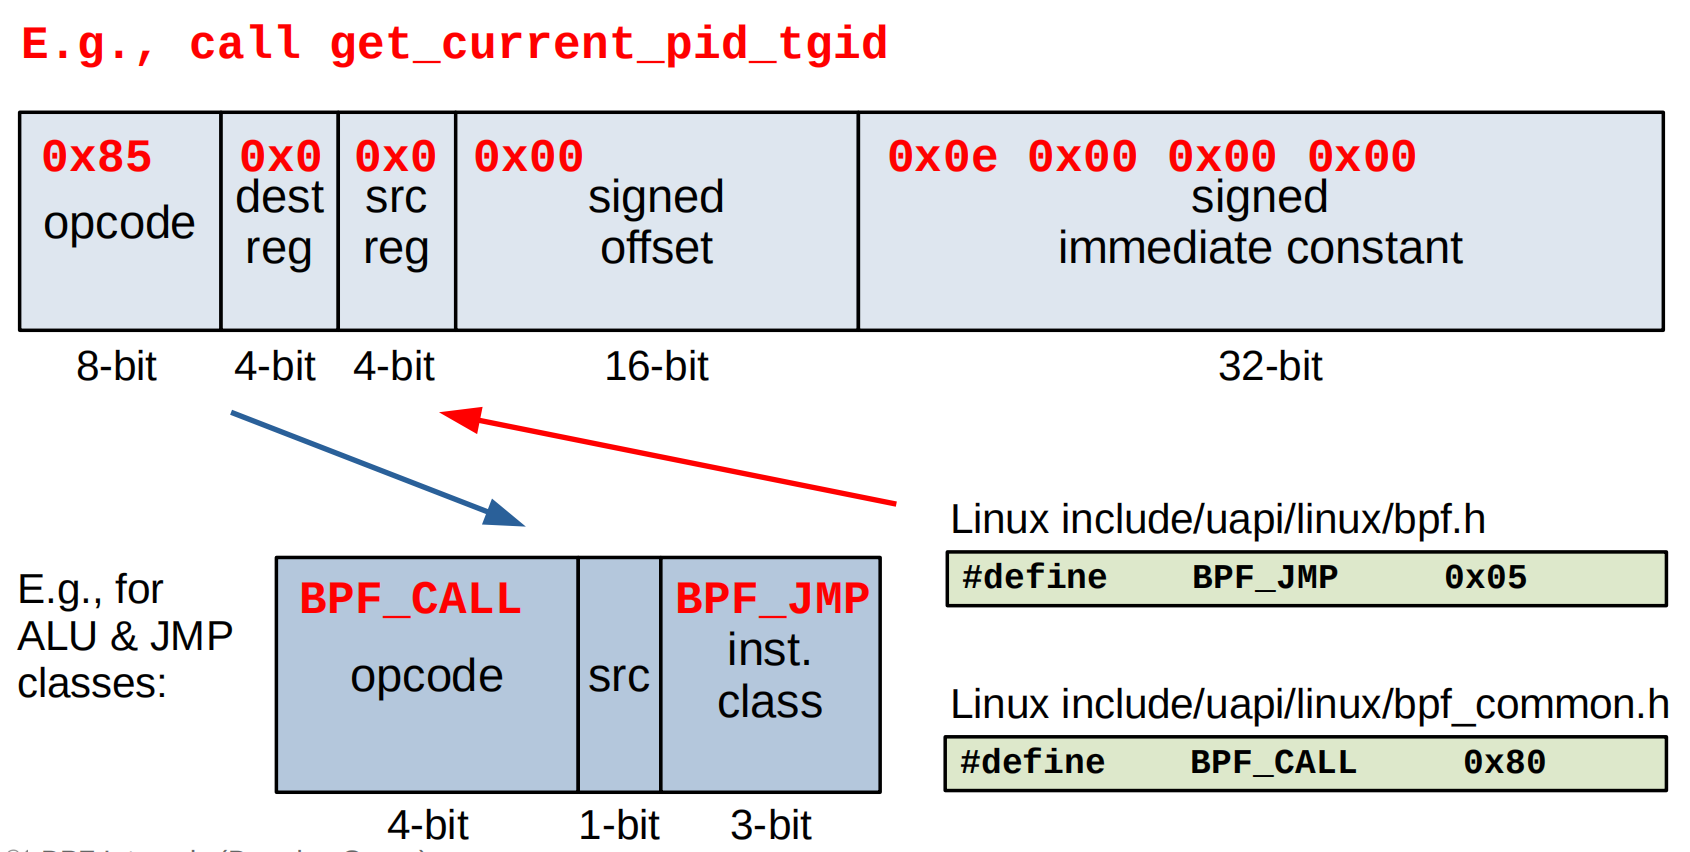 E.g., call get_current_pid_tgid
0x85 0x0 0x0 0x00 0x0e 0x00 0x00 0x00
opcode
dest
reg
src
reg
signed
offset
signed
immediate constant
8-bit 4-bit 4-bit 16-bit 32-bit
Linux include/uapi/linux/bpf.h
#define BPF_JMP 0x05
E.g., for
ALU & JMP
classes:
BPF_CALL BPF_JMP
opcode
src
inst.
class
4-bit 1-bit 3-bit
Linux include/uapi/linux/bpf_common.h
#define BPF_CALL 0x80